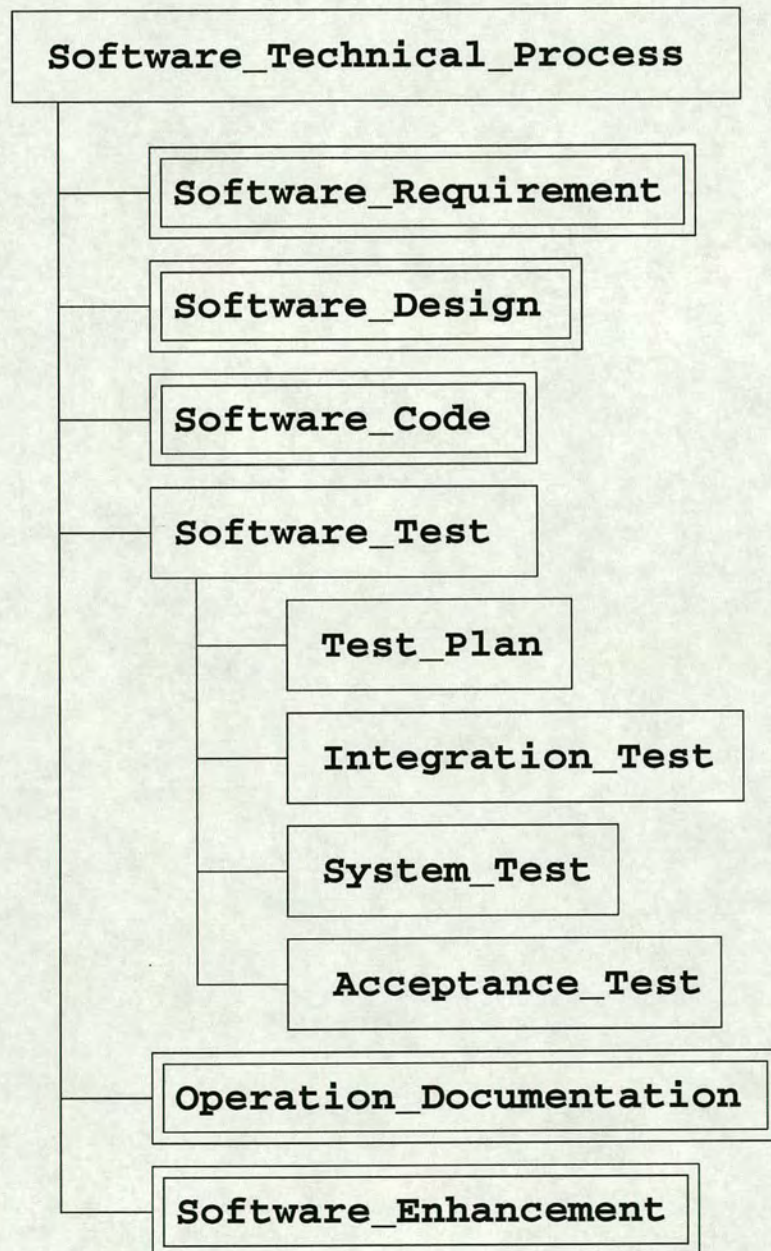 Software_Technical_Process
Software_Requirement
Software_Design
Software_Code
Software_Test
Test_Plan
Integration_Test
System_Test
Acceptance_Test
Operation_Documentation
Software_Enhancement